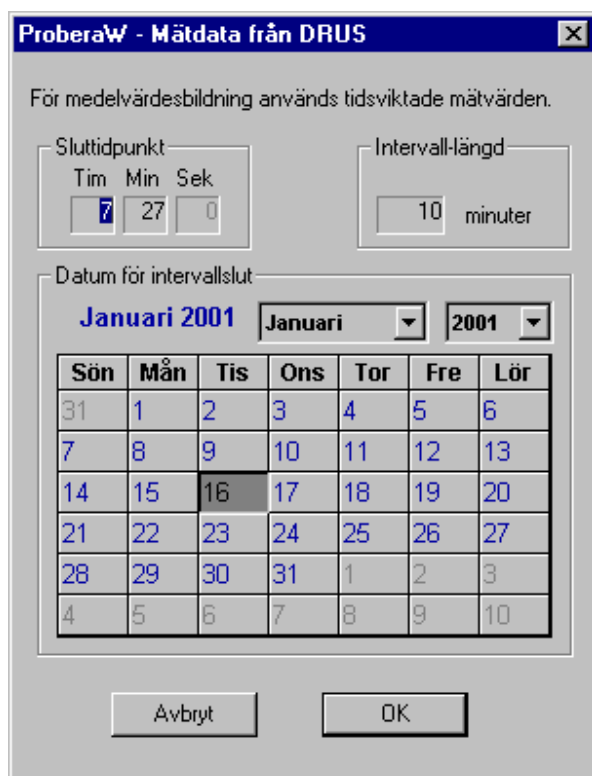 ProberaW - Mätdata från DRUS
För medelvärdesbildning används tidsviktade mätvärden.
Sluttidpunkt
Tim Min Sek
7 27 0
Intervall-längd
10 minuter
Datum för intervallslut
Januari 2001 Januari 2001
Sön Mån Tis Ons Tor Fre Lör
31 1 2 3 4 5 6
7 8 9 10 11 12 13
14 15 16 17 18 19 20
21 22 23 24 25 26 27
28 29 30 31 1 2 3
4 5 6 7 8 9 10
Avbryt OK